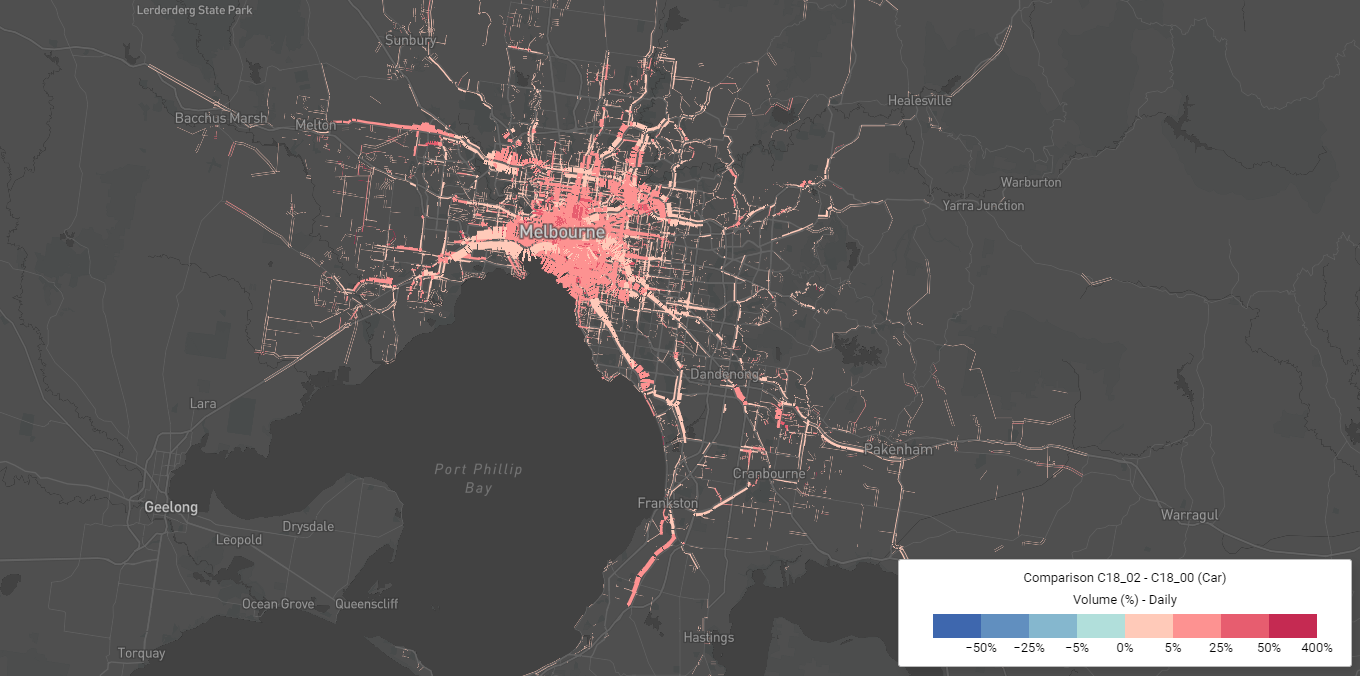 Lerderderg State Park
Sunbury
Healesville
Bacchus Marsh
Melton
Warburton
Yarra Junction
Melbourne
Dandenong
Lara
Pakenham
Port Phillip
Bay
Cranbourne
Frankston
Geelong
Warragul
Drysdale
Leopold
Ocean Grove
Queenscliff
Hastings
Torquay
Comparison C18_02 - C18_00 (Car)
Volume (%) - Daily
−50% −25% −5% 0% 5% 25% 50% 400%